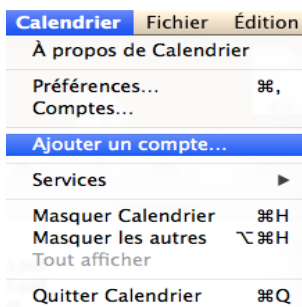 Calendrier Fichier Édition
À propos de Calendrier
Préférences... ⌘,
Comptes...
Ajouter un compte...
Services ▶
Masquer Calendrier ⌘H
Masquer les autres ⌥⌘H
Tout afficher
Quitter Calendrier ⌘Q